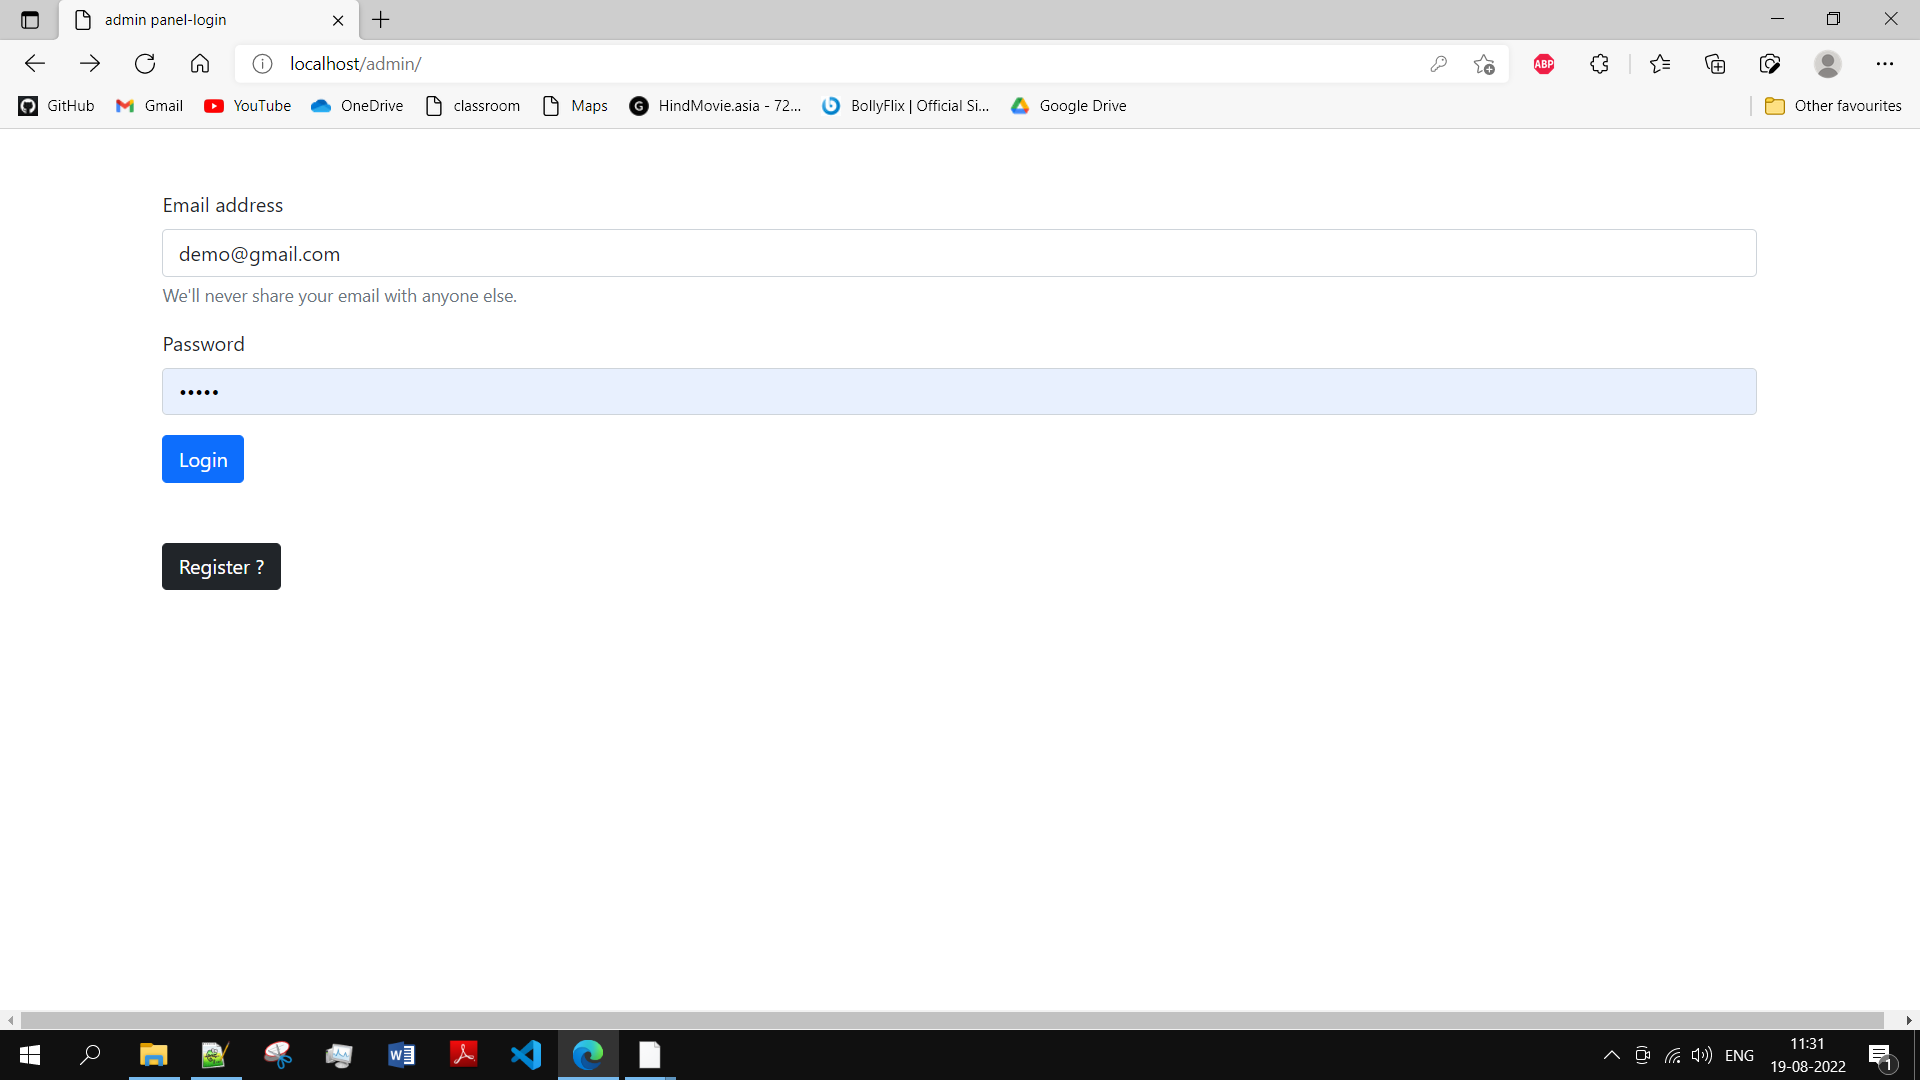 admin panel-login
localhost/admin/
ABP
GitHub
Gmail
YouTube
OneDrive
classroom
Maps
G
HindMovie.asia - 72...
BollyFlix | Official Si...
Google Drive
Other favourites
Email address
demo@gmail.com
We'll never share your email with anyone else.
Password
•••••
Login
Register ?
ENG
11:31
19-08-2022
1